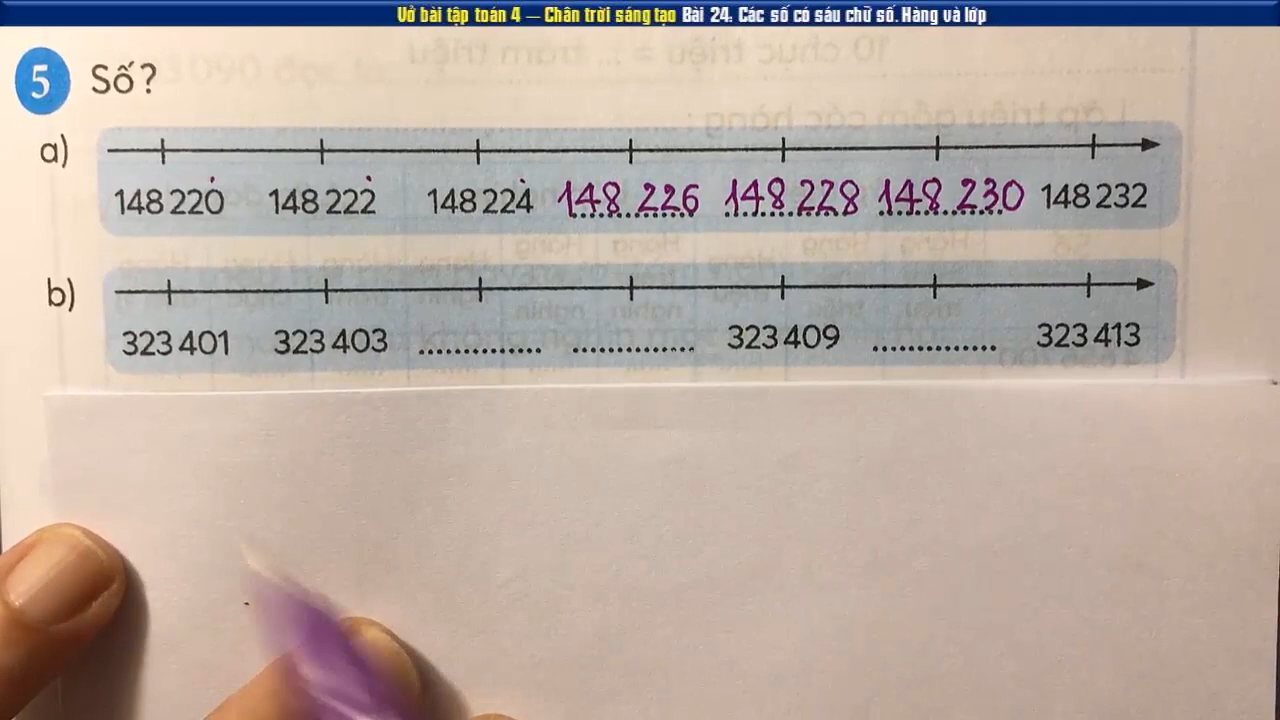 Vở bài tập toán 4 – Chân trời sáng tạo Bài 24. Các số có sáu chữ số. Hàng và lớp
5 Số?
a)
148 220 148 222 148 224 148 226 148 228 148 230 148 232
b)
323 401 323 403 .............. .............. 323 409 .............. 323 413